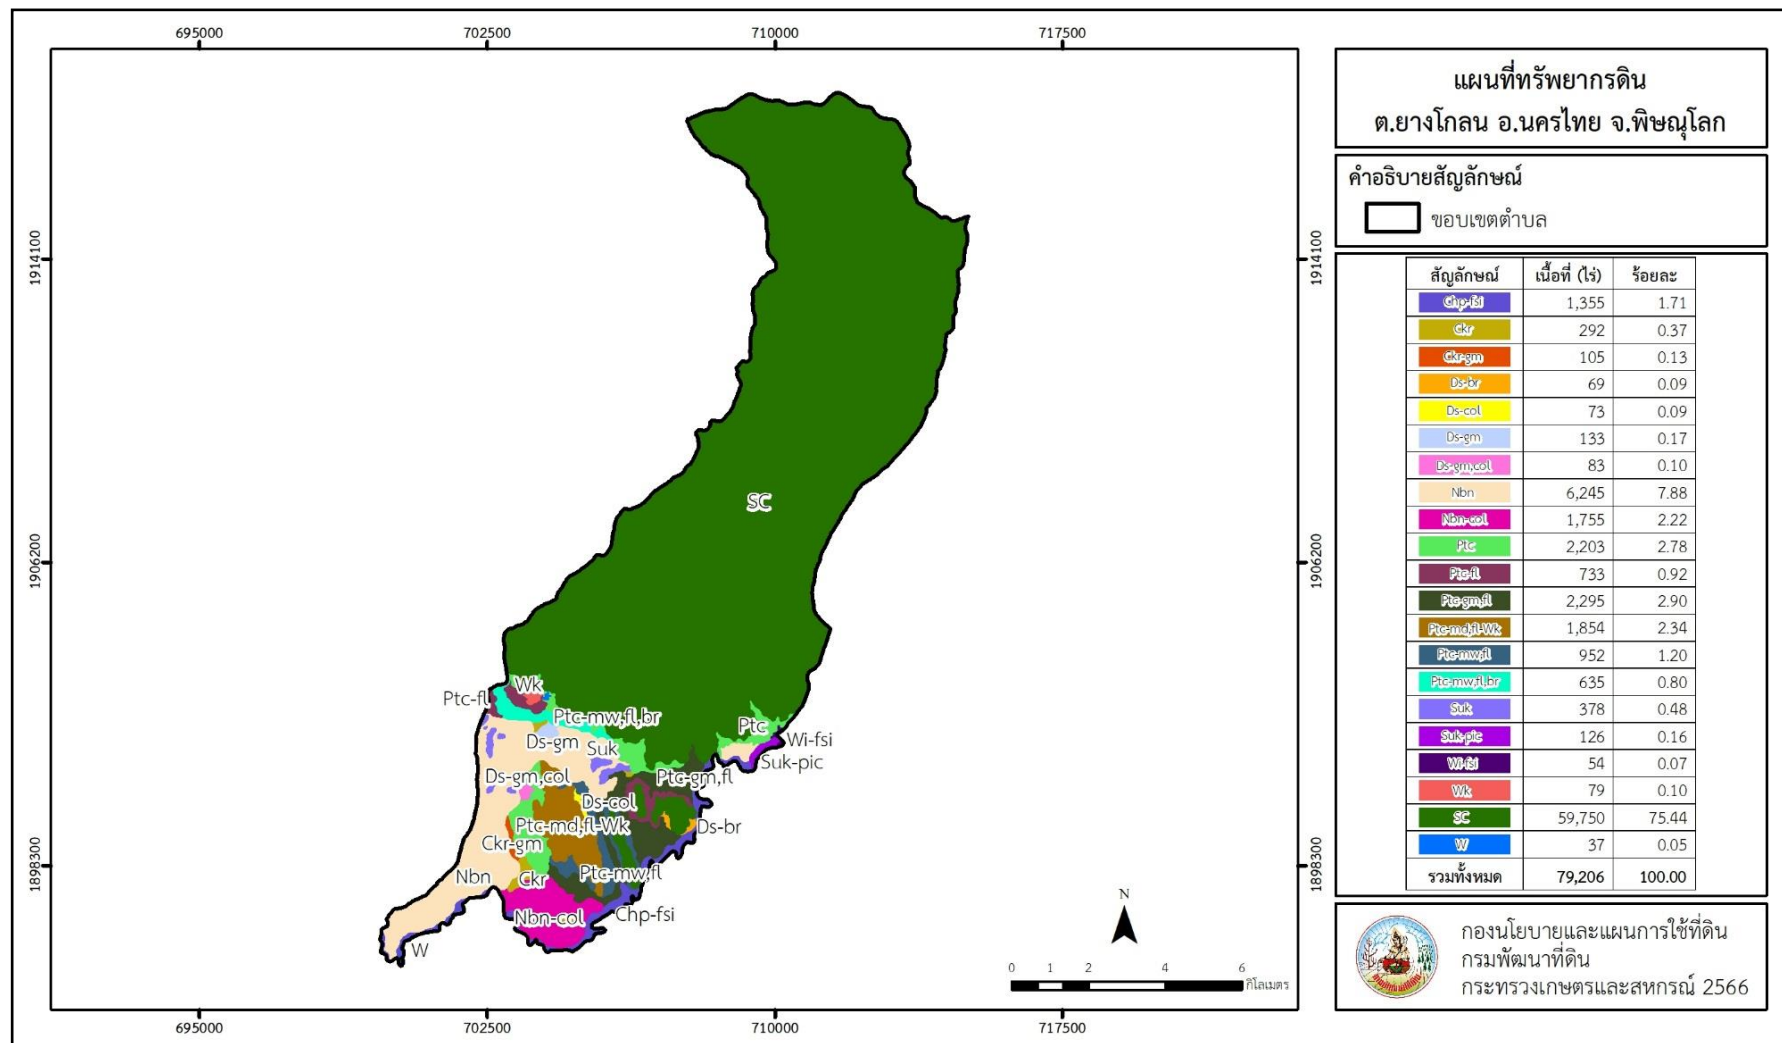 695000
702500
710000
717500
1914100
1906200
1898300
SC
Wk
Ptc-fl
Ptc-mw,fl,br
Ds-gm
Suk
Ptc
Wi-fsi
Suk-pic
Ds-gm,col
Ptc-gm,fl
Ds-col
Ptc-md,fl-Wk
Ds-br
Ckr-gm
Nbn
Ckr
Ptc-mw,fl
Nbn-col
Chp-fsi
W
N
0 1 2 4 6
กิโลเมตร
1914100
1906200
1898300
695000
702500
710000
717500
แผนที่ทรัพยากรดิน
ต.ยางโกลน อ.นครไทย จ.พิษณุโลก
คำอธิบายสัญลักษณ์
ขอบเขตตำบล
สัญลักษณ์ เนื้อที่ (ไร่) ร้อยละ
Chp-fsi 1,355 1.71
Ckr 292 0.37
Ckr-gm 105 0.13
Ds-br 69 0.09
Ds-col 73 0.09
Ds-gm 133 0.17
Ds-gm,col 83 0.10
Nbn 6,245 7.88
Nbn-col 1,755 2.22
Ptc 2,203 2.78
Ptc-fl 733 0.92
Ptc-gm,fl 2,295 2.90
Ptc-md,fl-Wk 1,854 2.34
Ptc-mw,fl 952 1.20
Ptc-mw,fl,br 635 0.80
Suk 378 0.48
Suk-pic 126 0.16
Wi-fsi 54 0.07
Wk 79 0.10
SC 59,750 75.44
W 37 0.05
รวมทั้งหมด 79,206 100.00
กองนโยบายและแผนการใช้ที่ดิน
กรมพัฒนาที่ดิน
กระทรวงเกษตรและสหกรณ์ 2566